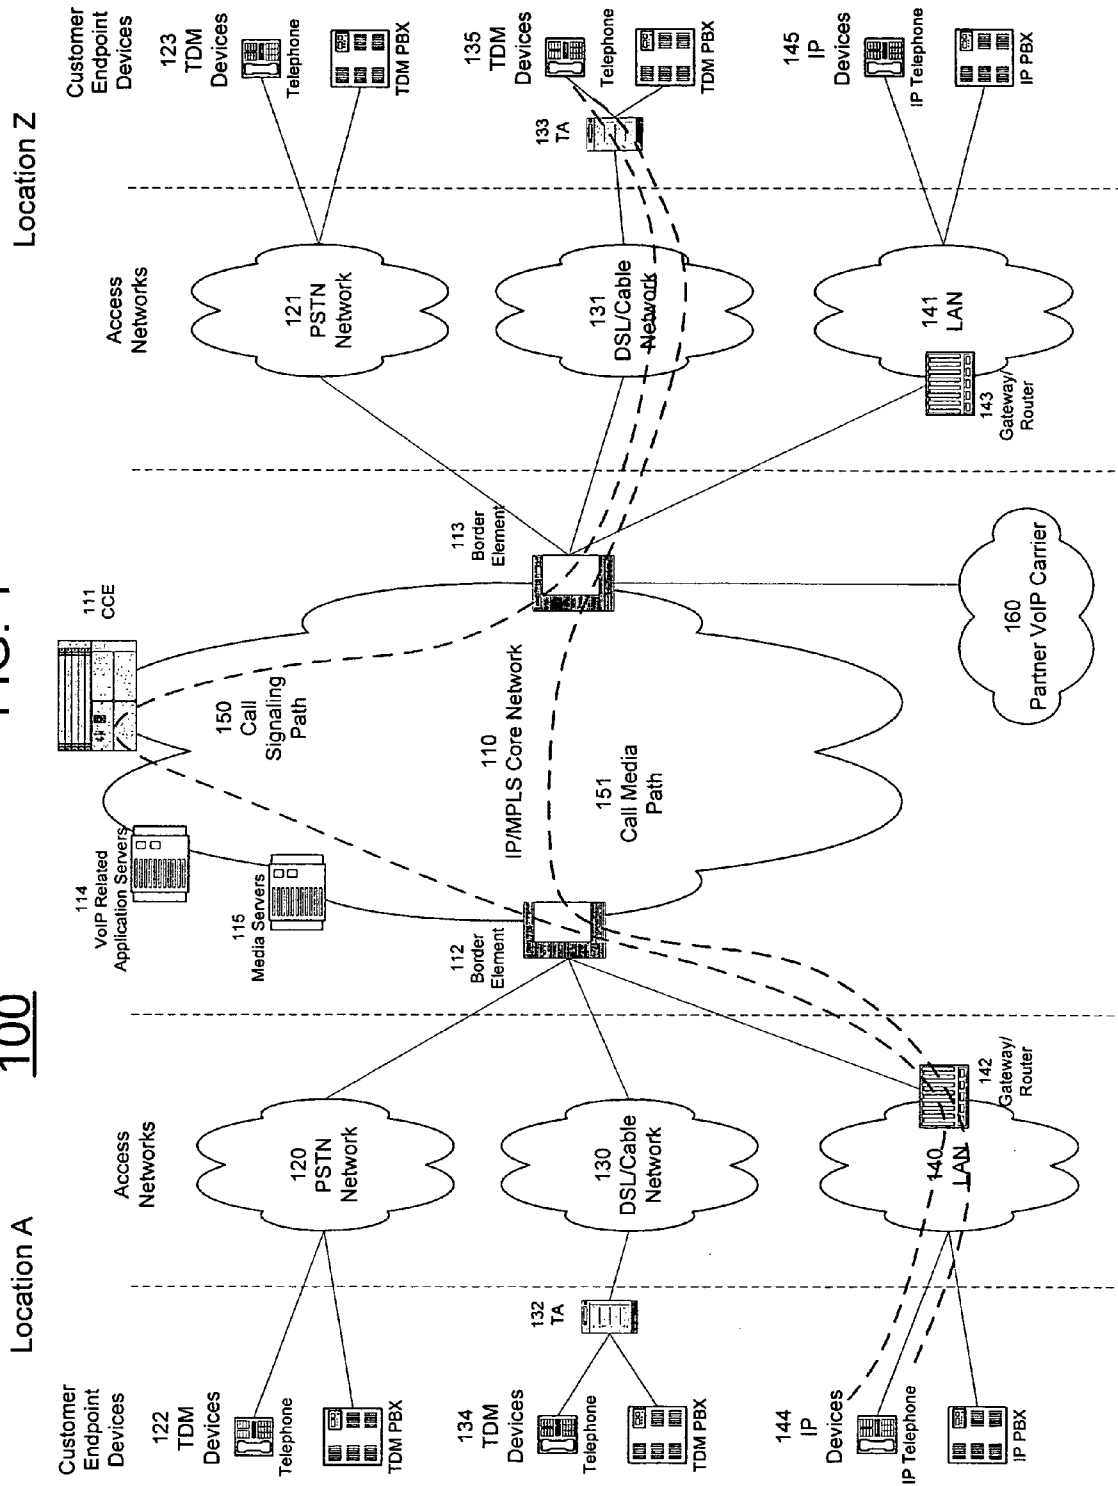 FIG. 1
100
Location A
Location Z
Customer
Endpoint
Devices
Access
Networks
Access
Networks
Customer
Endpoint
Devices
122
TDM
Devices
Telephone
TDM PBX
120
PSTN
Network
114
VoIP Related
Application Servers
115
Media Servers
111
CCE
150
Call
Signaling
Path
121
PSTN
Network
123
TDM
Devices
Telephone
TDM PBX
134
TDM
Devices
Telephone
TDM PBX
132
TA
130
DSL/Cable
Network
112
Border
Element
110
IP/MPLS Core Network
151
Call Media
Path
113
Border
Element
131
DSL/Cable
Network
133
TA
135
TDM
Devices
Telephone
TDM PBX
144
IP
Devices
IP Telephone
IP PBX
140
LAN
142
Gateway/
Router
160
Partner VoIP Carrier
143
Gateway/
Router
141
LAN
145
IP
Devices
IP Telephone
IP PBX